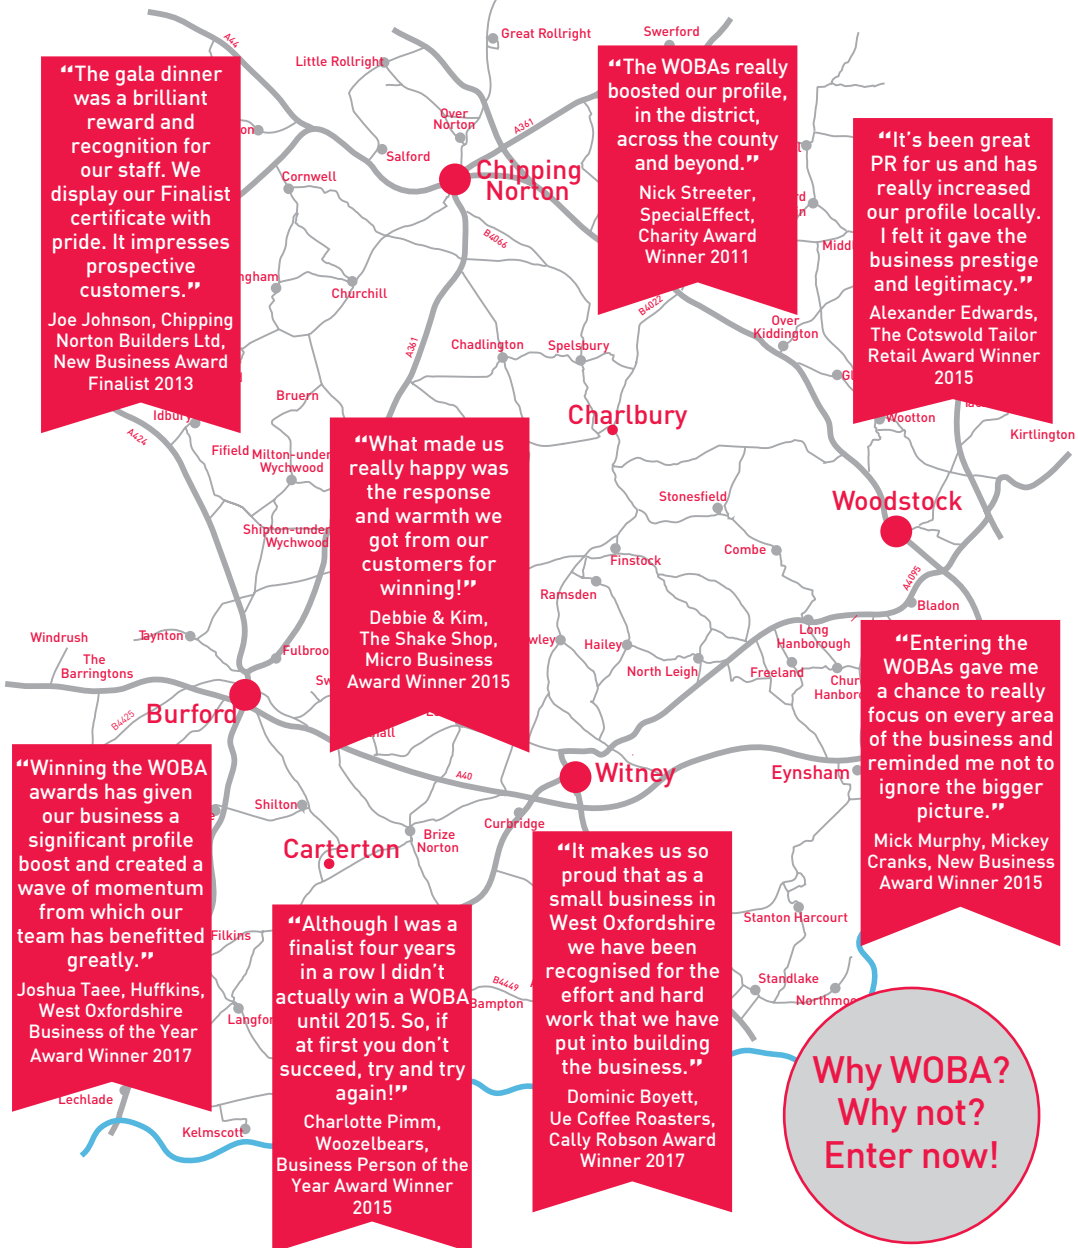 A44
Great Rollright
Swerford
Little Rollright
Over
Norton
A361
Salford
Chipping
Norton
Cornwell
B4066
Churchill
A361
Chadlington
Spelsbury
B4022
Over
Kiddington
Bruern
Charlbury
Idbury
A424
Wootton
Kirtlington
Fifield
Milton-under
Wychwood
Stonesfield
Woodstock
Shipton-under
Wychwood
Finstock
Combe
Ramsden
A4095
Bladon
Windrush
Taynton
The
Barringtons
Hailey
North Leigh
Long
Hanborough
Freeland
Burford
B4425
A40
Witney
Eynsham
Shilton
Curbridge
Brize
Norton
Carterton
Filkins
Stanton Harcourt
B4449
Bampton
Standlake
Lechlade
Kelmscott
“The gala dinner
was a brilliant
reward and
recognition for
our staff. We
display our Finalist
certificate with
pride. It impresses
prospective
customers.”
Joe Johnson, Chipping
Norton Builders Ltd,
New Business Award
Finalist 2013
“The WOBAs really
boosted our profile,
in the district,
across the county
and beyond.”
Nick Streeter,
SpecialEffect,
Charity Award
Winner 2011
“It’s been great
PR for us and has
really increased
our profile locally.
I felt it gave the
business prestige
and legitimacy.”
Alexander Edwards,
The Cotswold Tailor
Retail Award Winner
2015
“What made us
really happy was
the response
and warmth we
got from our
customers for
winning!”
Debbie & Kim,
The Shake Shop,
Micro Business
Award Winner 2015
“Entering the
WOBAs gave me
a chance to really
focus on every area
of the business and
reminded me not to
ignore the bigger
picture.”
Mick Murphy, Mickey
Cranks, New Business
Award Winner 2015
“Winning the WOBA
awards has given
our business a
significant profile
boost and created a
wave of momentum
from which our
team has benefitted
greatly.”
Joshua Taee, Huffkins,
West Oxfordshire
Business of the Year
Award Winner 2017
“Although I was a
finalist four years
in a row I didn’t
actually win a WOBA
until 2015. So, if
at first you don’t
succeed, try and try
again!”
Charlotte Pimm,
Woozelbears,
Business Person of the
Year Award Winner
2015
“It makes us so
proud that as a
small business in
West Oxfordshire
we have been
recognised for the
effort and hard
work that we have
put into building
the business.”
Dominic Boyett,
Ue Coffee Roasters,
Cally Robson Award
Winner 2017
Why WOBA?
Why not?
Enter now!